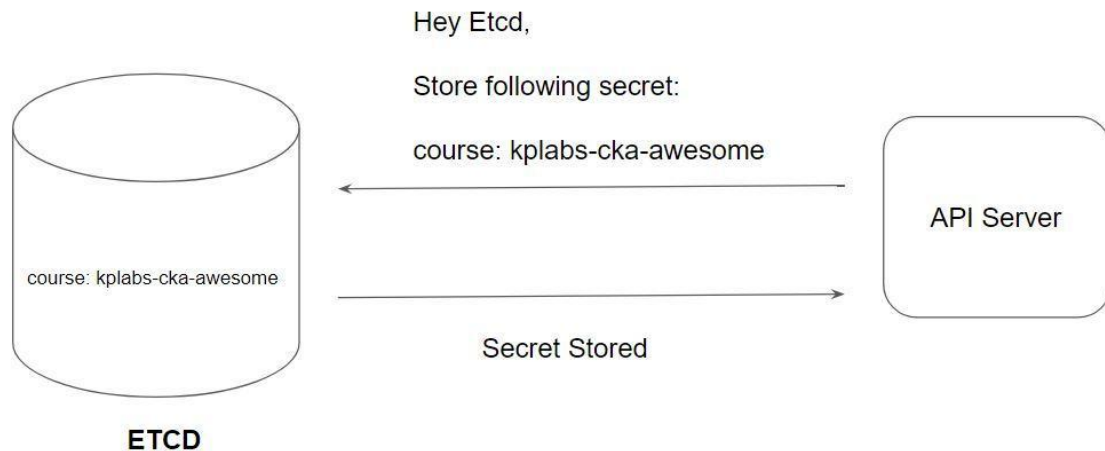 Hey Etcd,
Store following secret:
course: kplabs-cka-awesome
API Server
course: kplabs-cka-awesome
Secret Stored
ETCD